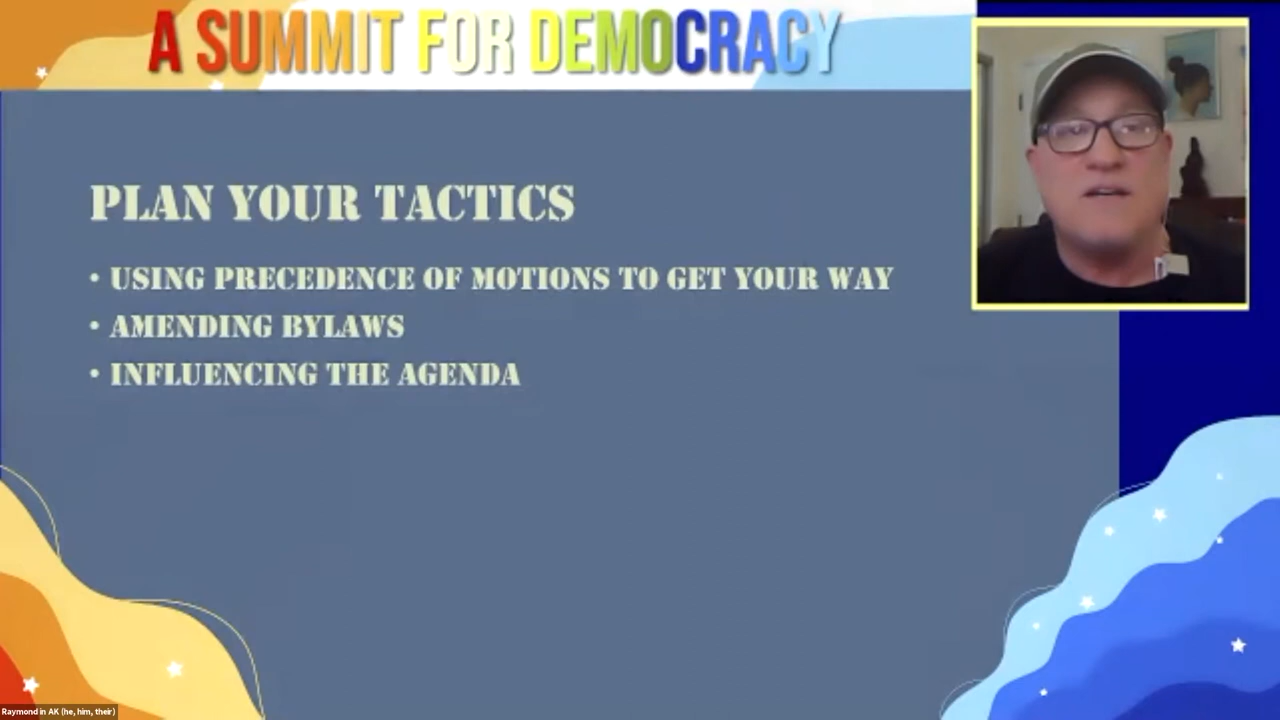 A SUMMIT FOR DEMOCRACY
PLAN YOUR TACTICS
• USING PRECEDENCE OF MOTIONS TO GET YOUR WAY
• AMENDING BYLAWS
• INFLUENCING THE AGENDA
Raymond in AK (he, him, their)